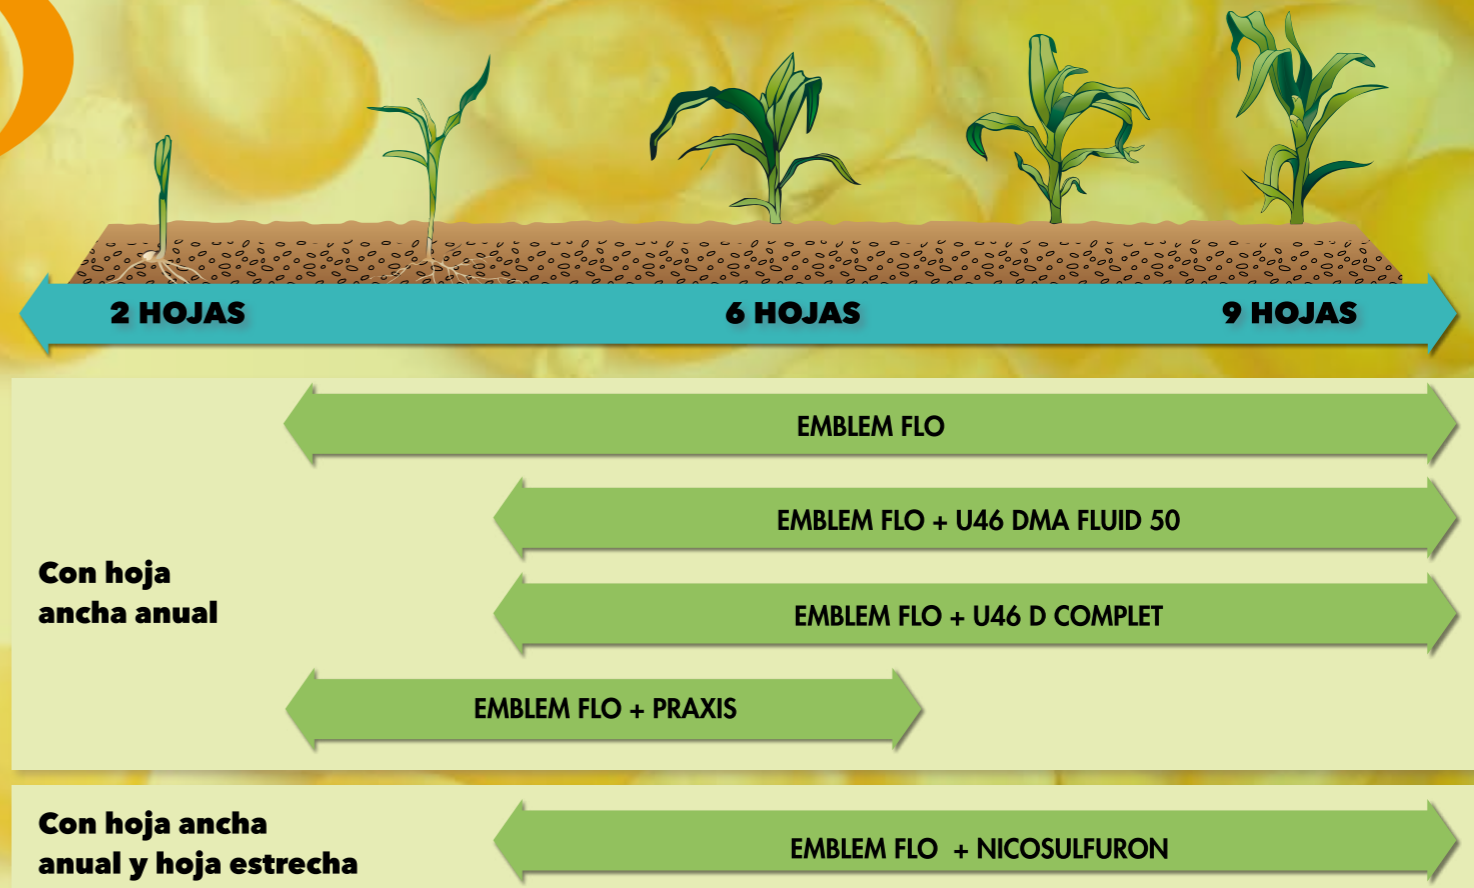 2 HOJAS
6 HOJAS
9 HOJAS
EMBLEM FLO
EMBLEM FLO + U46 DMA FLUID 50
Con hoja
ancha anual
EMBLEM FLO + U46 D COMPLET
EMBLEM FLO + PRAXIS
Con hoja ancha
anual y hoja estrecha
EMBLEM FLO + NICOSULFURON